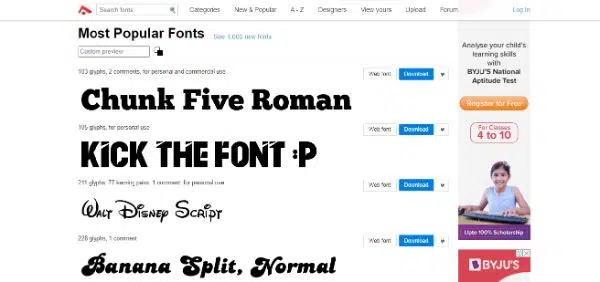 Search fonts
Categories
New & Popular
A - Z
Designers
View yours
Upload
Forum
Log In
Most Popular Fonts
See 1,000 new fonts
Custom preview
103 glyphs, 2 comments, for personal and commercial use
Web font
Download
Chunk Five Roman
105 glyphs, for personal use
Web font
Download
KICK THE FONT :P
211 glyphs, 77 kerning pairs, 1 comment, for personal use
Web font
Download
Walt Disney Script
228 glyphs, 1 comment
Web font
Download
Banana Split, Normal
Analyse your child's
learning skills
with
BYJU'S National
Aptitude Test
Register for Free
For Classes
4 to 10
Upto 100% Scholarship
BYJU'S